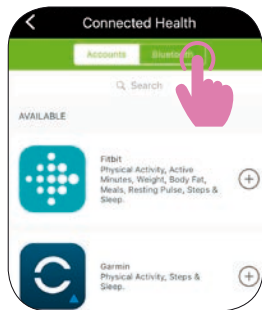 Connected Health
Accounts Bluetooth
Search
AVAILABLE
Fitbit
Physical Activity, Active
Minutes, Weight, Body Fat,
Meals, Resting Pulse, Steps &
Sleep.
Garmin
Physical Activity, Steps &
Sleep.